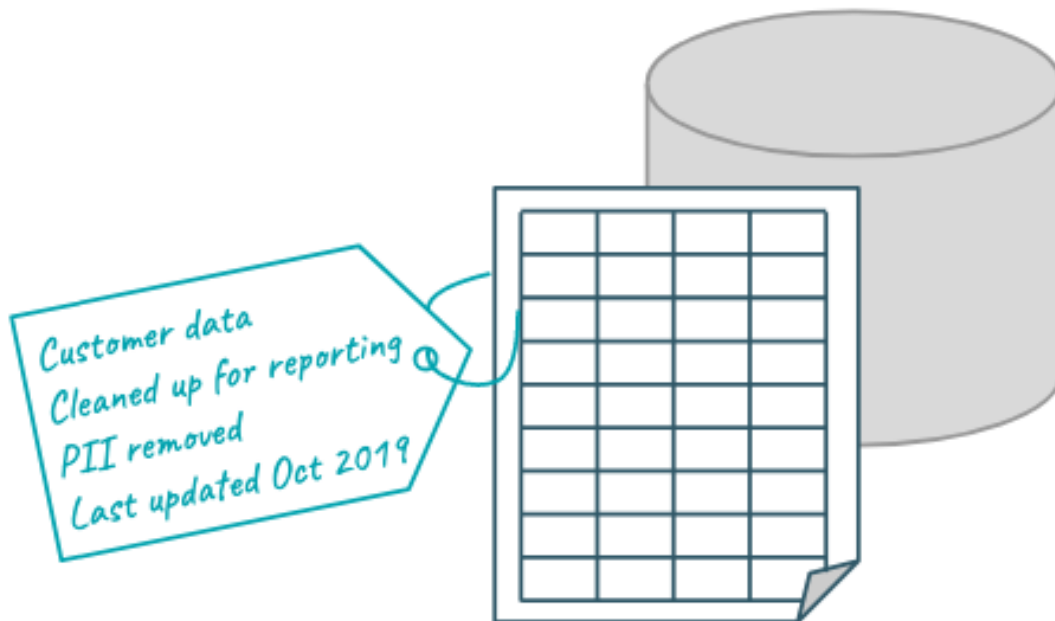 Customer data
Cleaned up for reporting
PII removed
Last updated Oct 2019